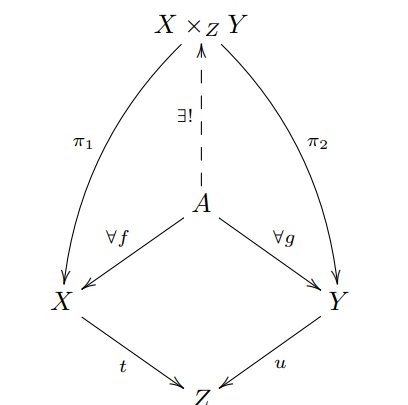 X ×_Z Y
∃!
π₁ π₂
A
∀f ∀g
X Y
t u
Z